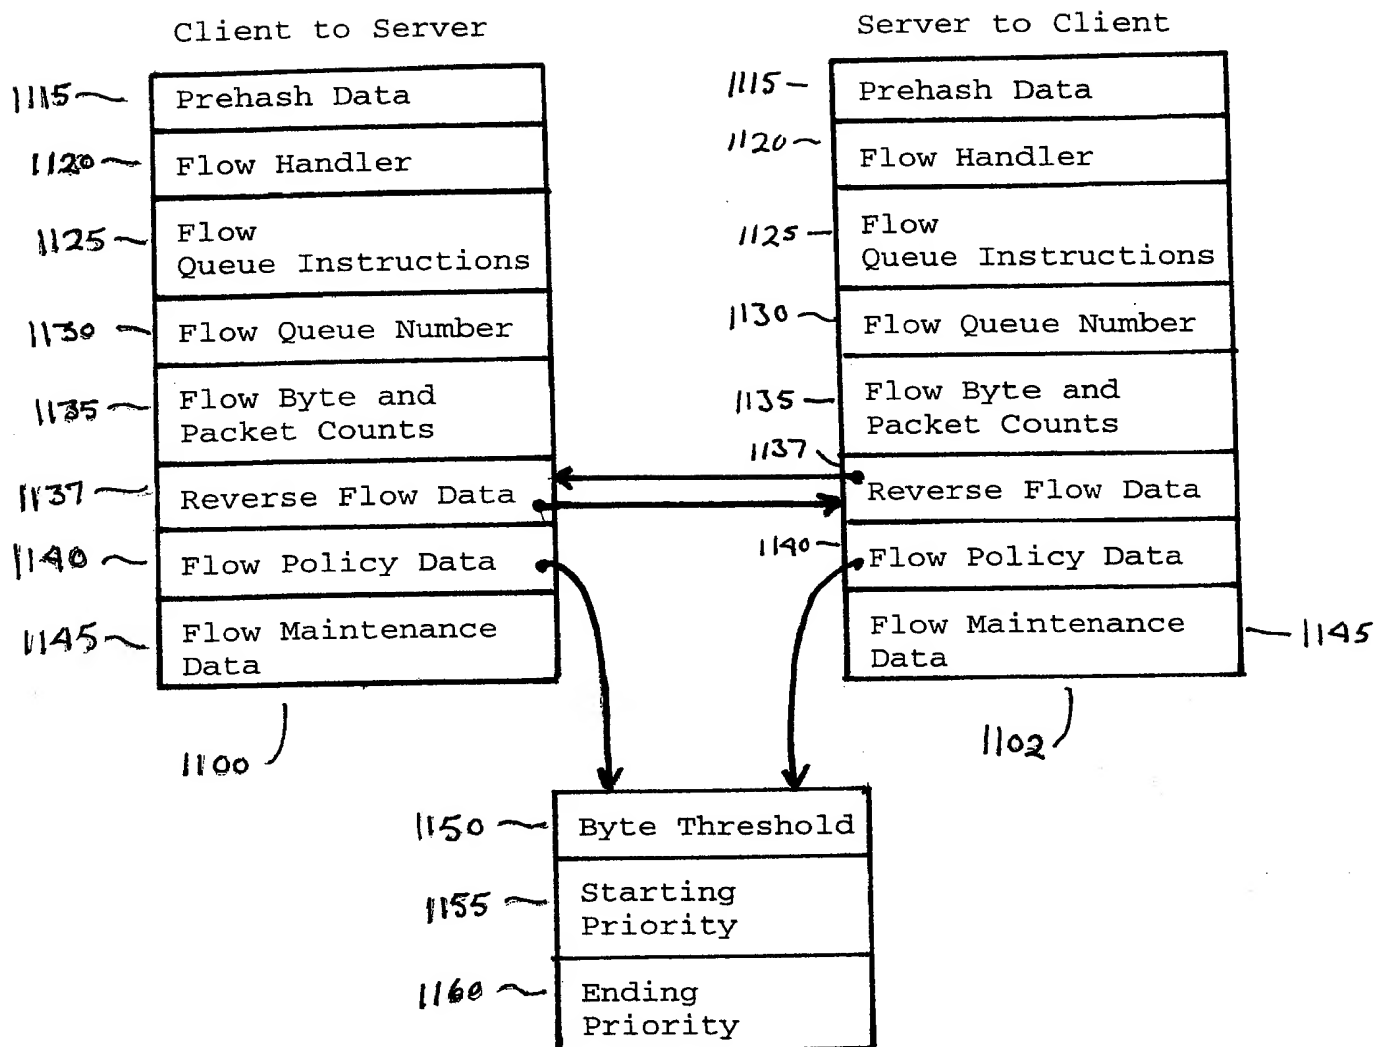 Client to Server
1115
Prehash Data
1120
Flow Handler
1125
Flow
Queue Instructions
1130
Flow Queue Number
1135
Flow Byte and
Packet Counts
1137
Reverse Flow Data
1140
Flow Policy Data
1145
Flow Maintenance
Data
1100
Server to Client
1115
Prehash Data
1120
Flow Handler
1125
Flow
Queue Instructions
1130
Flow Queue Number
1135
Flow Byte and
Packet Counts
1137
Reverse Flow Data
1140
Flow Policy Data
Flow Maintenance
Data
1145
1102
1150
Byte Threshold
1155
Starting
Priority
1160
Ending
Priority